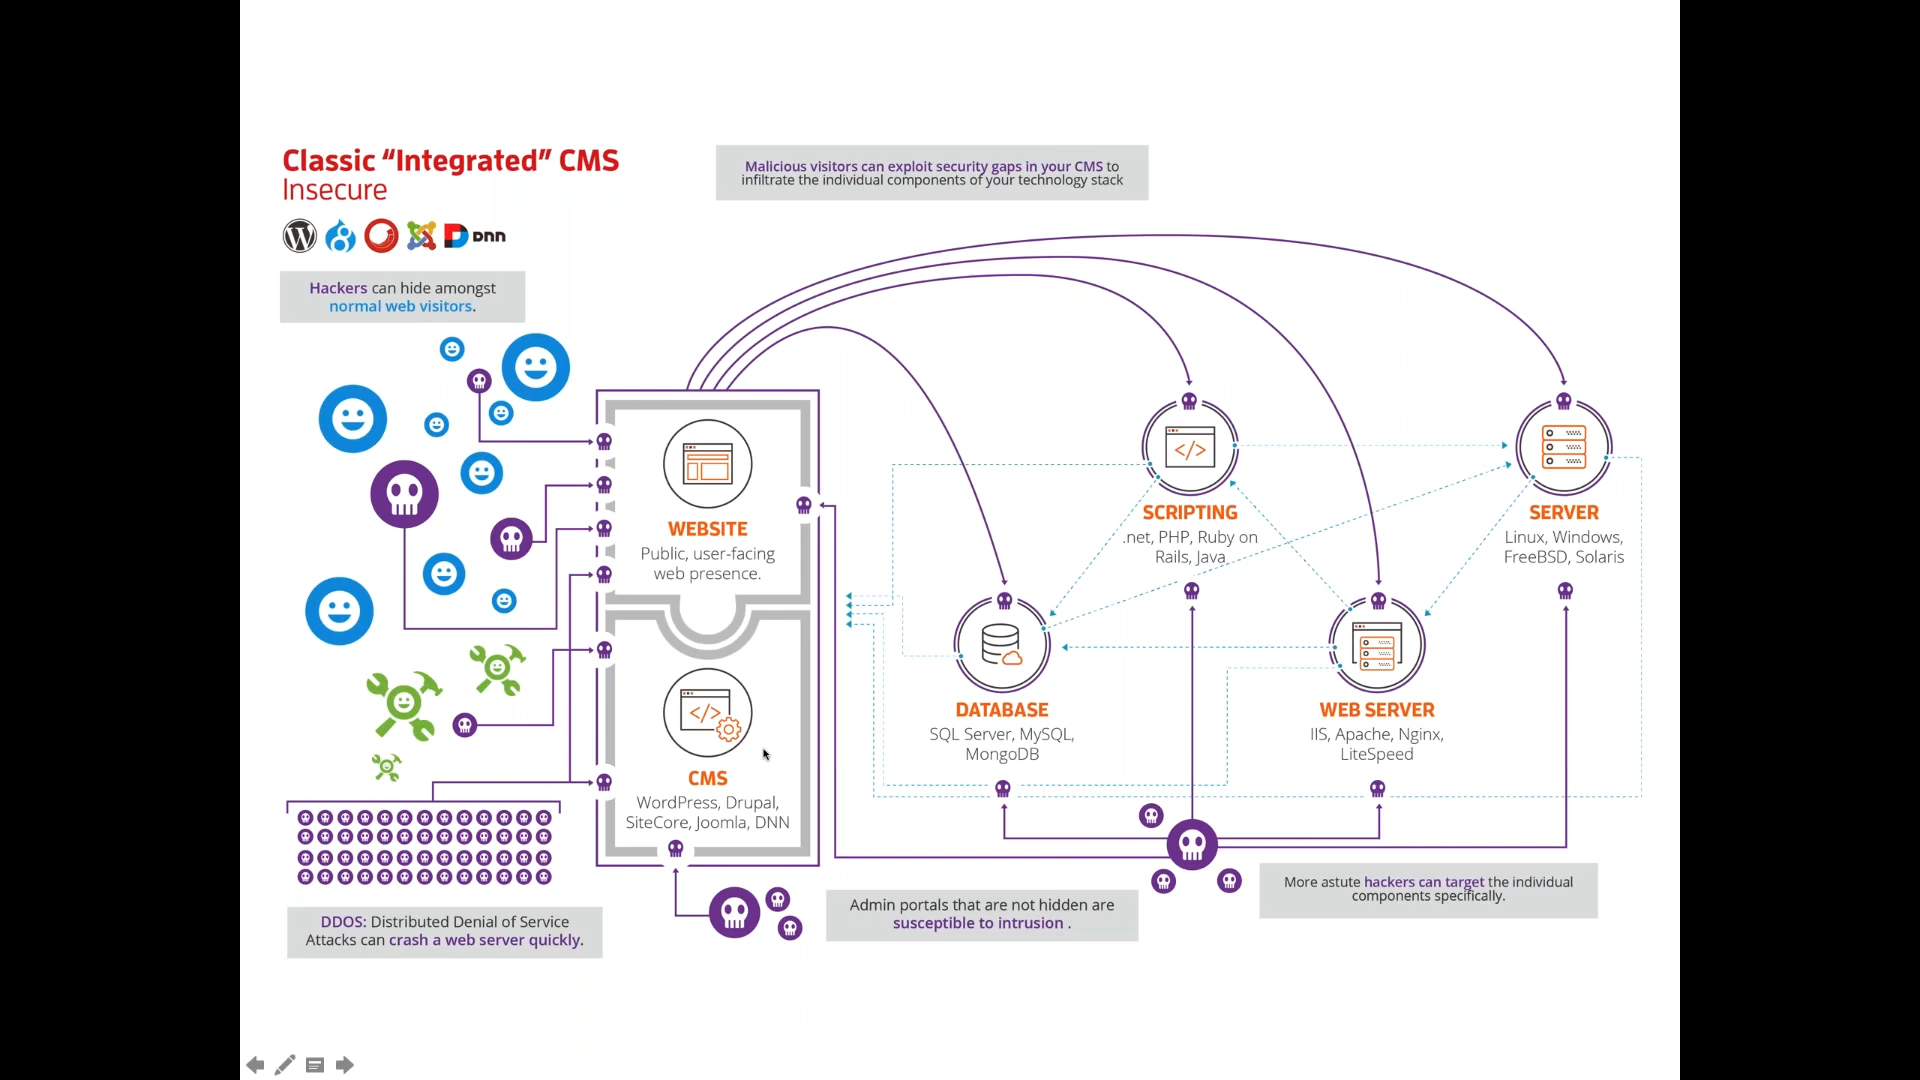 Classic “Integrated” CMS
Insecure
DNN
Malicious visitors can exploit security gaps in your CMS to
infiltrate the individual components of your technology stack
Hackers can hide amongst
normal web visitors.
WEBSITE
Public, user-facing
web presence.
CMS
WordPress, Drupal,
SiteCore, Joomla, DNN
SCRIPTING
.net, PHP, Ruby on
Rails, Java
SERVER
Linux, Windows,
FreeBSD, Solaris
DATABASE
SQL Server, MySQL,
MongoDB
WEB SERVER
IIS, Apache, Nginx,
LiteSpeed
DDOS: Distributed Denial of Service
Attacks can crash a web server quickly.
Admin portals that are not hidden are
susceptible to intrusion .
More astute hackers can target the individual
components specifically.